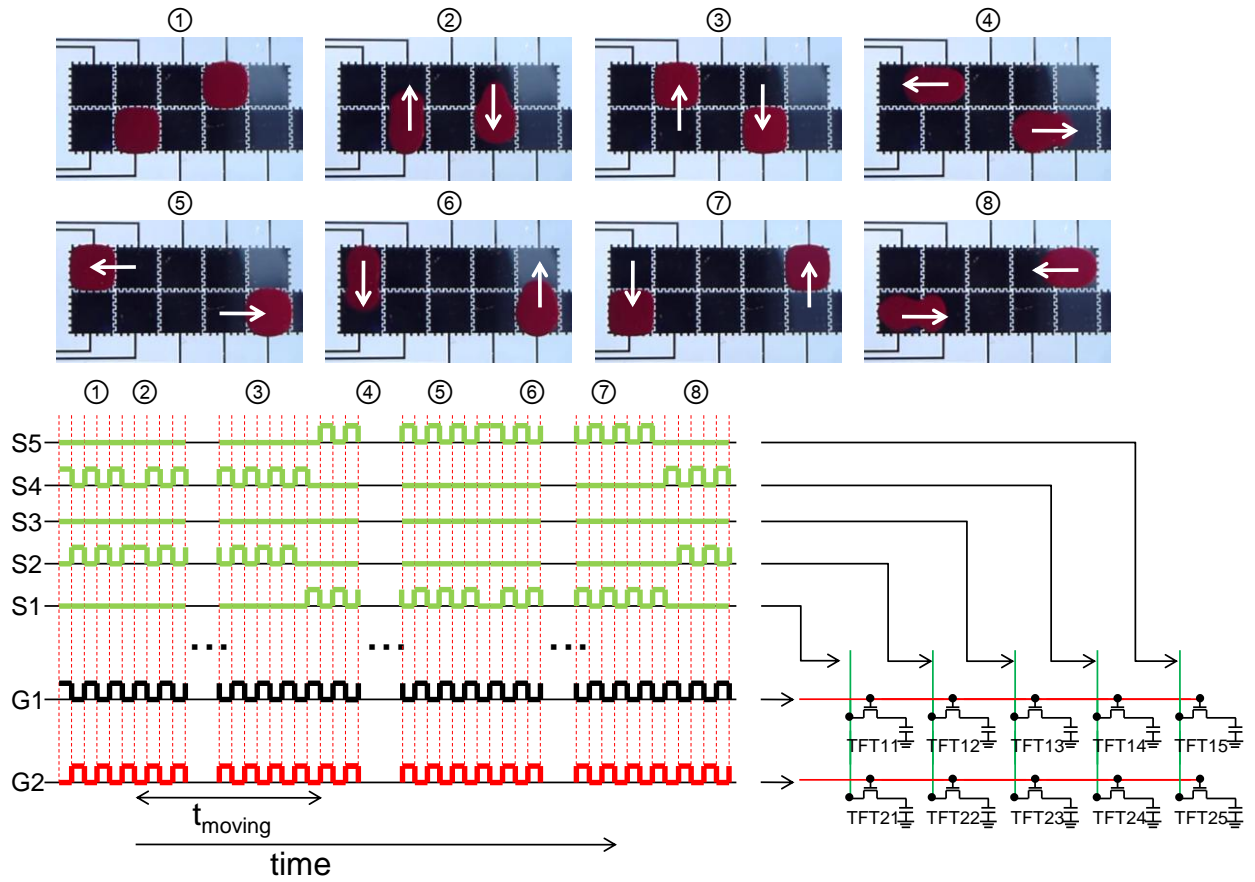 ① ② ③ ④
⑤ ⑥ ⑦ ⑧
① ② ③ ④ ⑤ ⑥ ⑦ ⑧
S5
S4
S3
S2
S1
... ... ...
G1
TFT11 TFT12 TFT13 TFT14 TFT15
G2
TFT21 TFT22 TFT23 TFT24 TFT25
tmoving
time